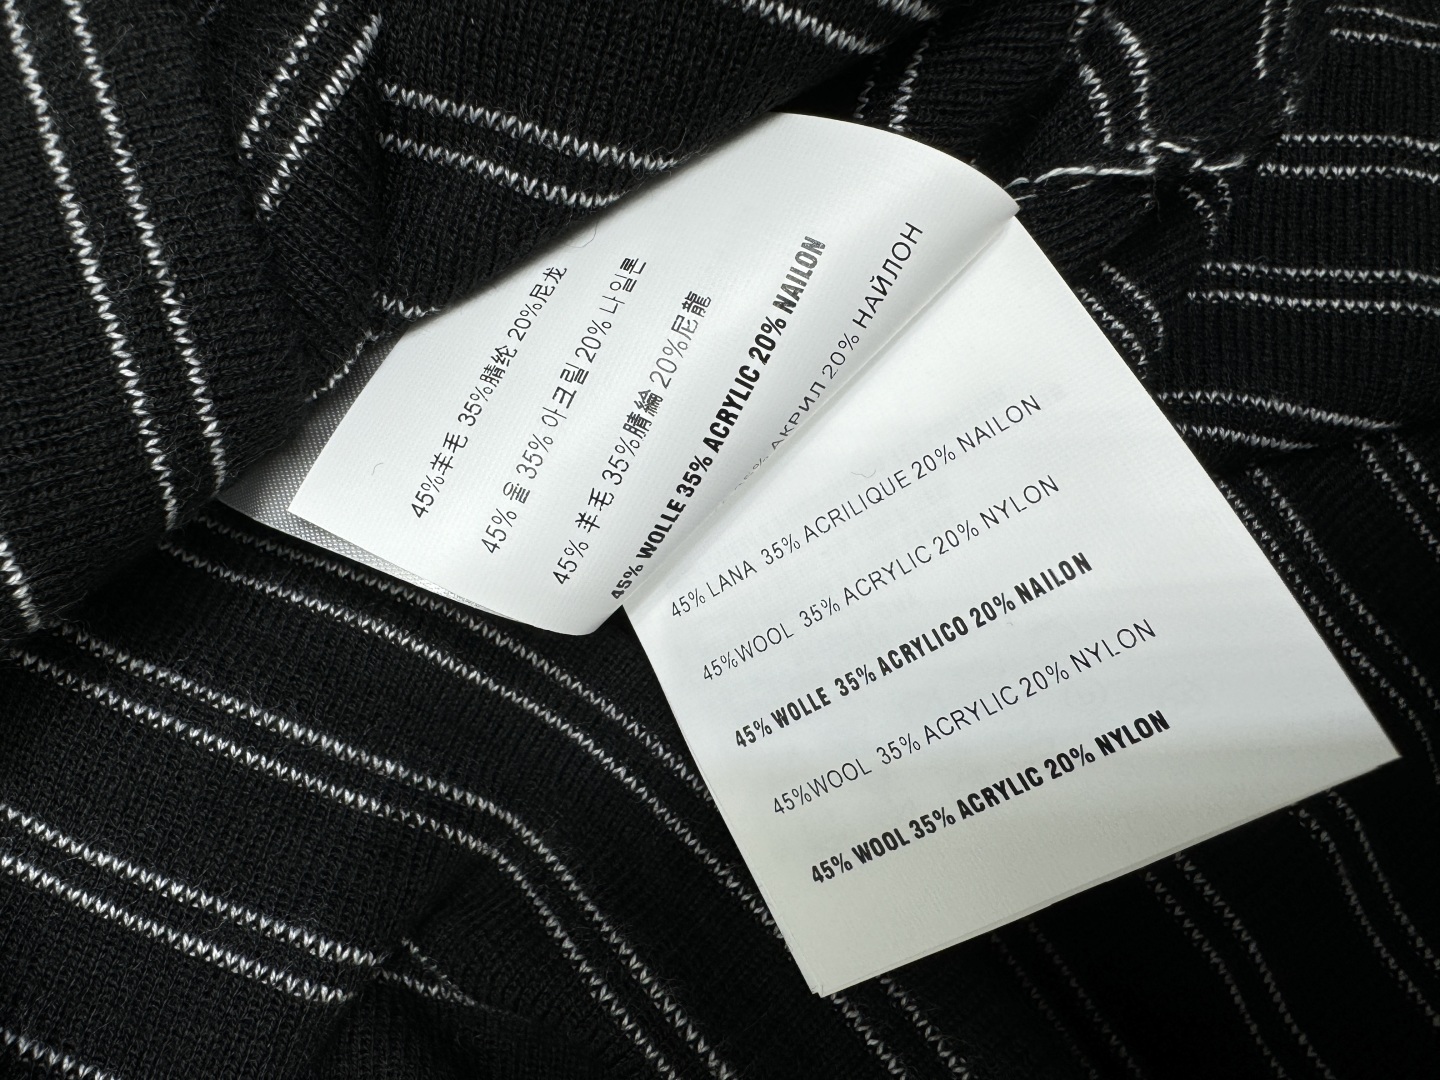 45%羊毛 35%腈纶 20%尼龙
45% 울 35% 아크릴 20% 나일론
45% 羊毛 35%腈綸 20%尼龍
45% WOLLE 35% ACRYLIC 20% NAILON
АКРИЛ 20% НАЙЛОН
45% LANA 35% ACRILIQUE 20% NAILON
45%WOOL 35% ACRYLIC 20% NYLON
45% WOLLE 35% ACRYLICO 20% NAILON
45%WOOL 35% ACRYLIC 20% NYLON
45% WOOL 35% ACRYLIC 20% NYLON